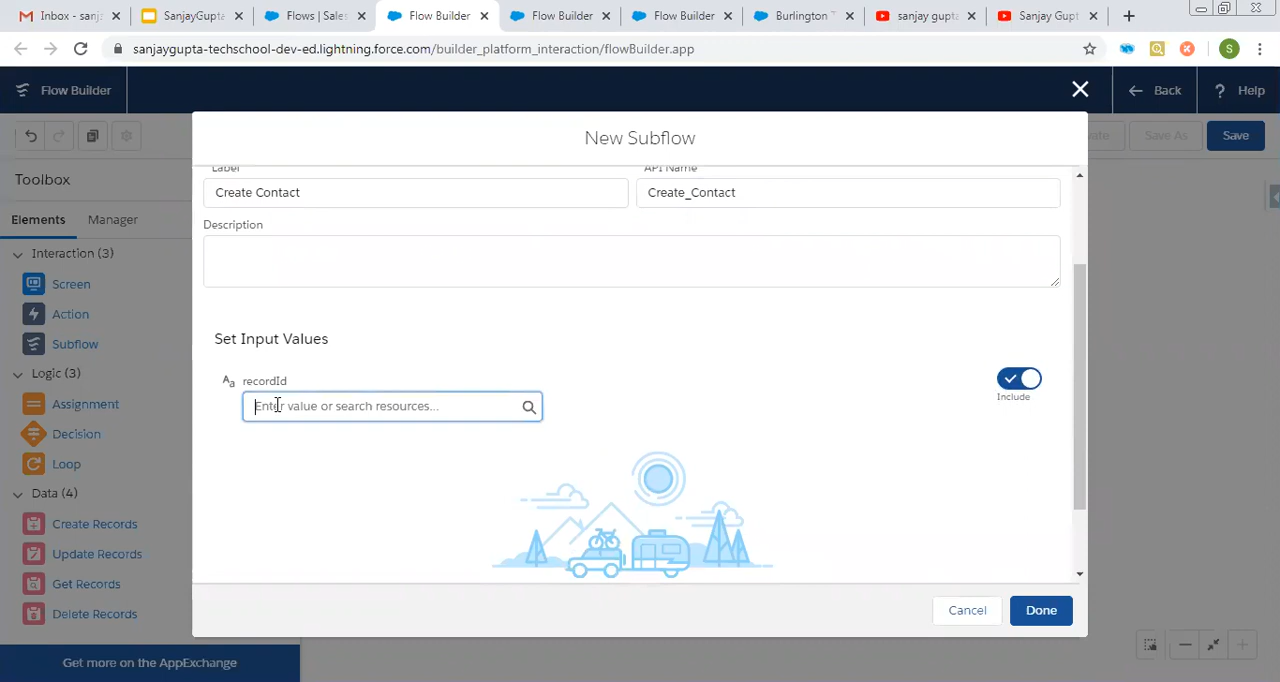 Inbox - sanj
SanjayGupta
Flows | Sales
Flow Builder
Flow Builder
Flow Builder
Burlington T
sanjay gupta
Sanjay Gupt
sanjaygupta-techschool-dev-ed.lightning.force.com/builder_platform_interaction/flowBuilder.app
S
Flow Builder
Back
? Help
New Subflow
Save As
Save
Toolbox
Label
API Name
Create Contact
Create_Contact
Elements
Manager
Description
Interaction (3)
Screen
Action
Subflow
Set Input Values
Logic (3)
Aa recordId
Include
Assignment
Enter value or search resources...
Decision
Loop
Data (4)
Create Records
Update Records
Get Records
Delete Records
Cancel
Done
Get more on the AppExchange